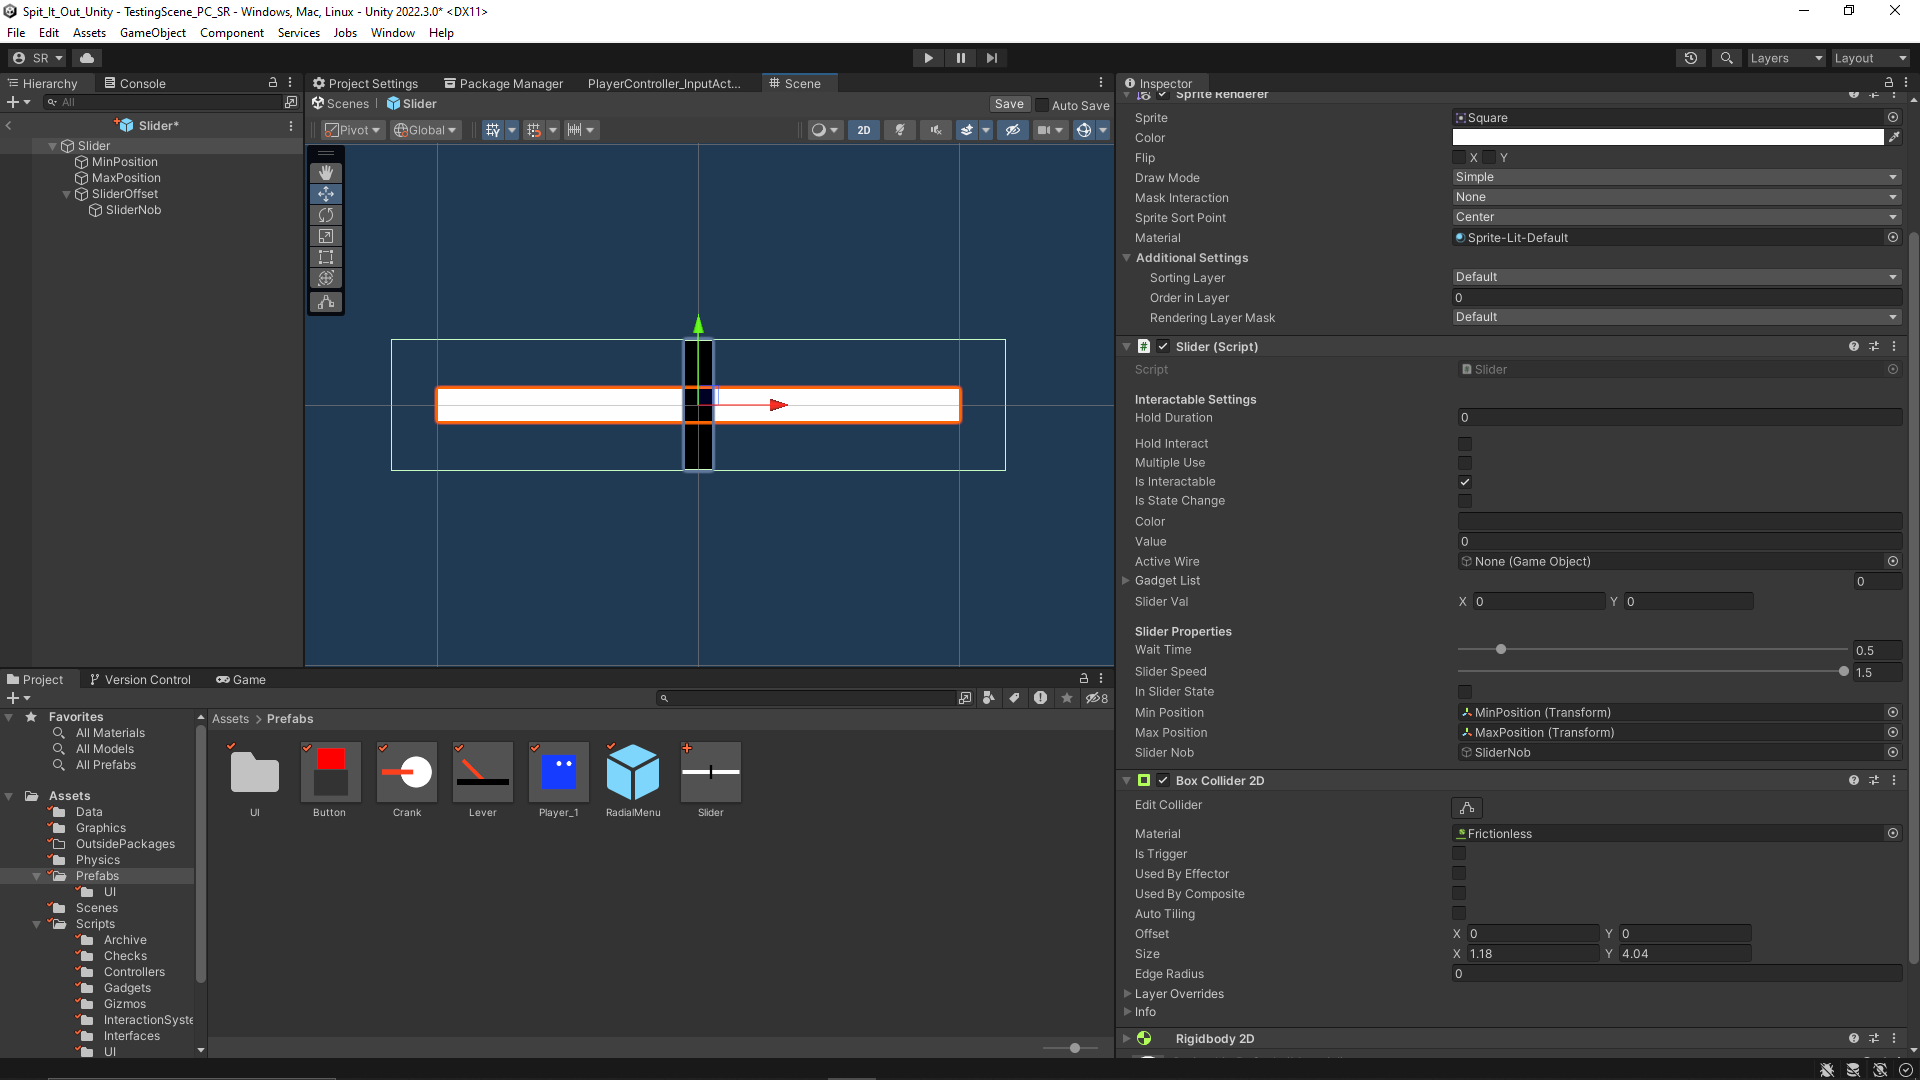 Spit_It_Out_Unity - TestingScene_PC_SR - Windows, Mac, Linux - Unity 2022.3.0* <DX11>
File Edit Assets GameObject Component Services Jobs Window Help
SR
Layers
Layout
Hierarchy
Console
Project Settings
Package Manager
PlayerController_InputAct...
Scene
Inspector
All
Scenes
Slider
Save
Auto Save
Slider*
Pivot
Global
2D
Slider
MinPosition
MaxPosition
SliderOffset
SliderNob
Sprite Renderer
Sprite Square
Color
Flip X Y
Draw Mode Simple
Mask Interaction None
Sprite Sort Point Center
Material Sprite-Lit-Default
Additional Settings
Sorting Layer Default
Order in Layer 0
Rendering Layer Mask Default
# Slider (Script)
Script Slider
Interactable Settings
Hold Duration 0
Hold Interact
Multiple Use
Is Interactable
Is State Change
Color
Value 0
Active Wire None (Game Object)
Gadget List 0
Slider Val X 0 Y 0
Slider Properties
Wait Time 0.5
Slider Speed 1.5
In Slider State
Min Position MinPosition (Transform)
Max Position MaxPosition (Transform)
Slider Nob SliderNob
Box Collider 2D
Edit Collider
Material Frictionless
Is Trigger
Used By Effector
Used By Composite
Auto Tiling
Offset X 0 Y 0
Size X 1.18 Y 4.04
Edge Radius 0
Layer Overrides
Info
Rigidbody 2D
Project
Version Control
Game
8
Favorites
All Materials
All Models
All Prefabs
Assets
Data
Graphics
OutsidePackages
Physics
Prefabs
UI
Scenes
Scripts
Archive
Checks
Controllers
Gadgets
Gizmos
InteractionSyste
Interfaces
UI
Assets > Prefabs
UI
Button
Crank
Lever
Player_1
RadialMenu
Slider